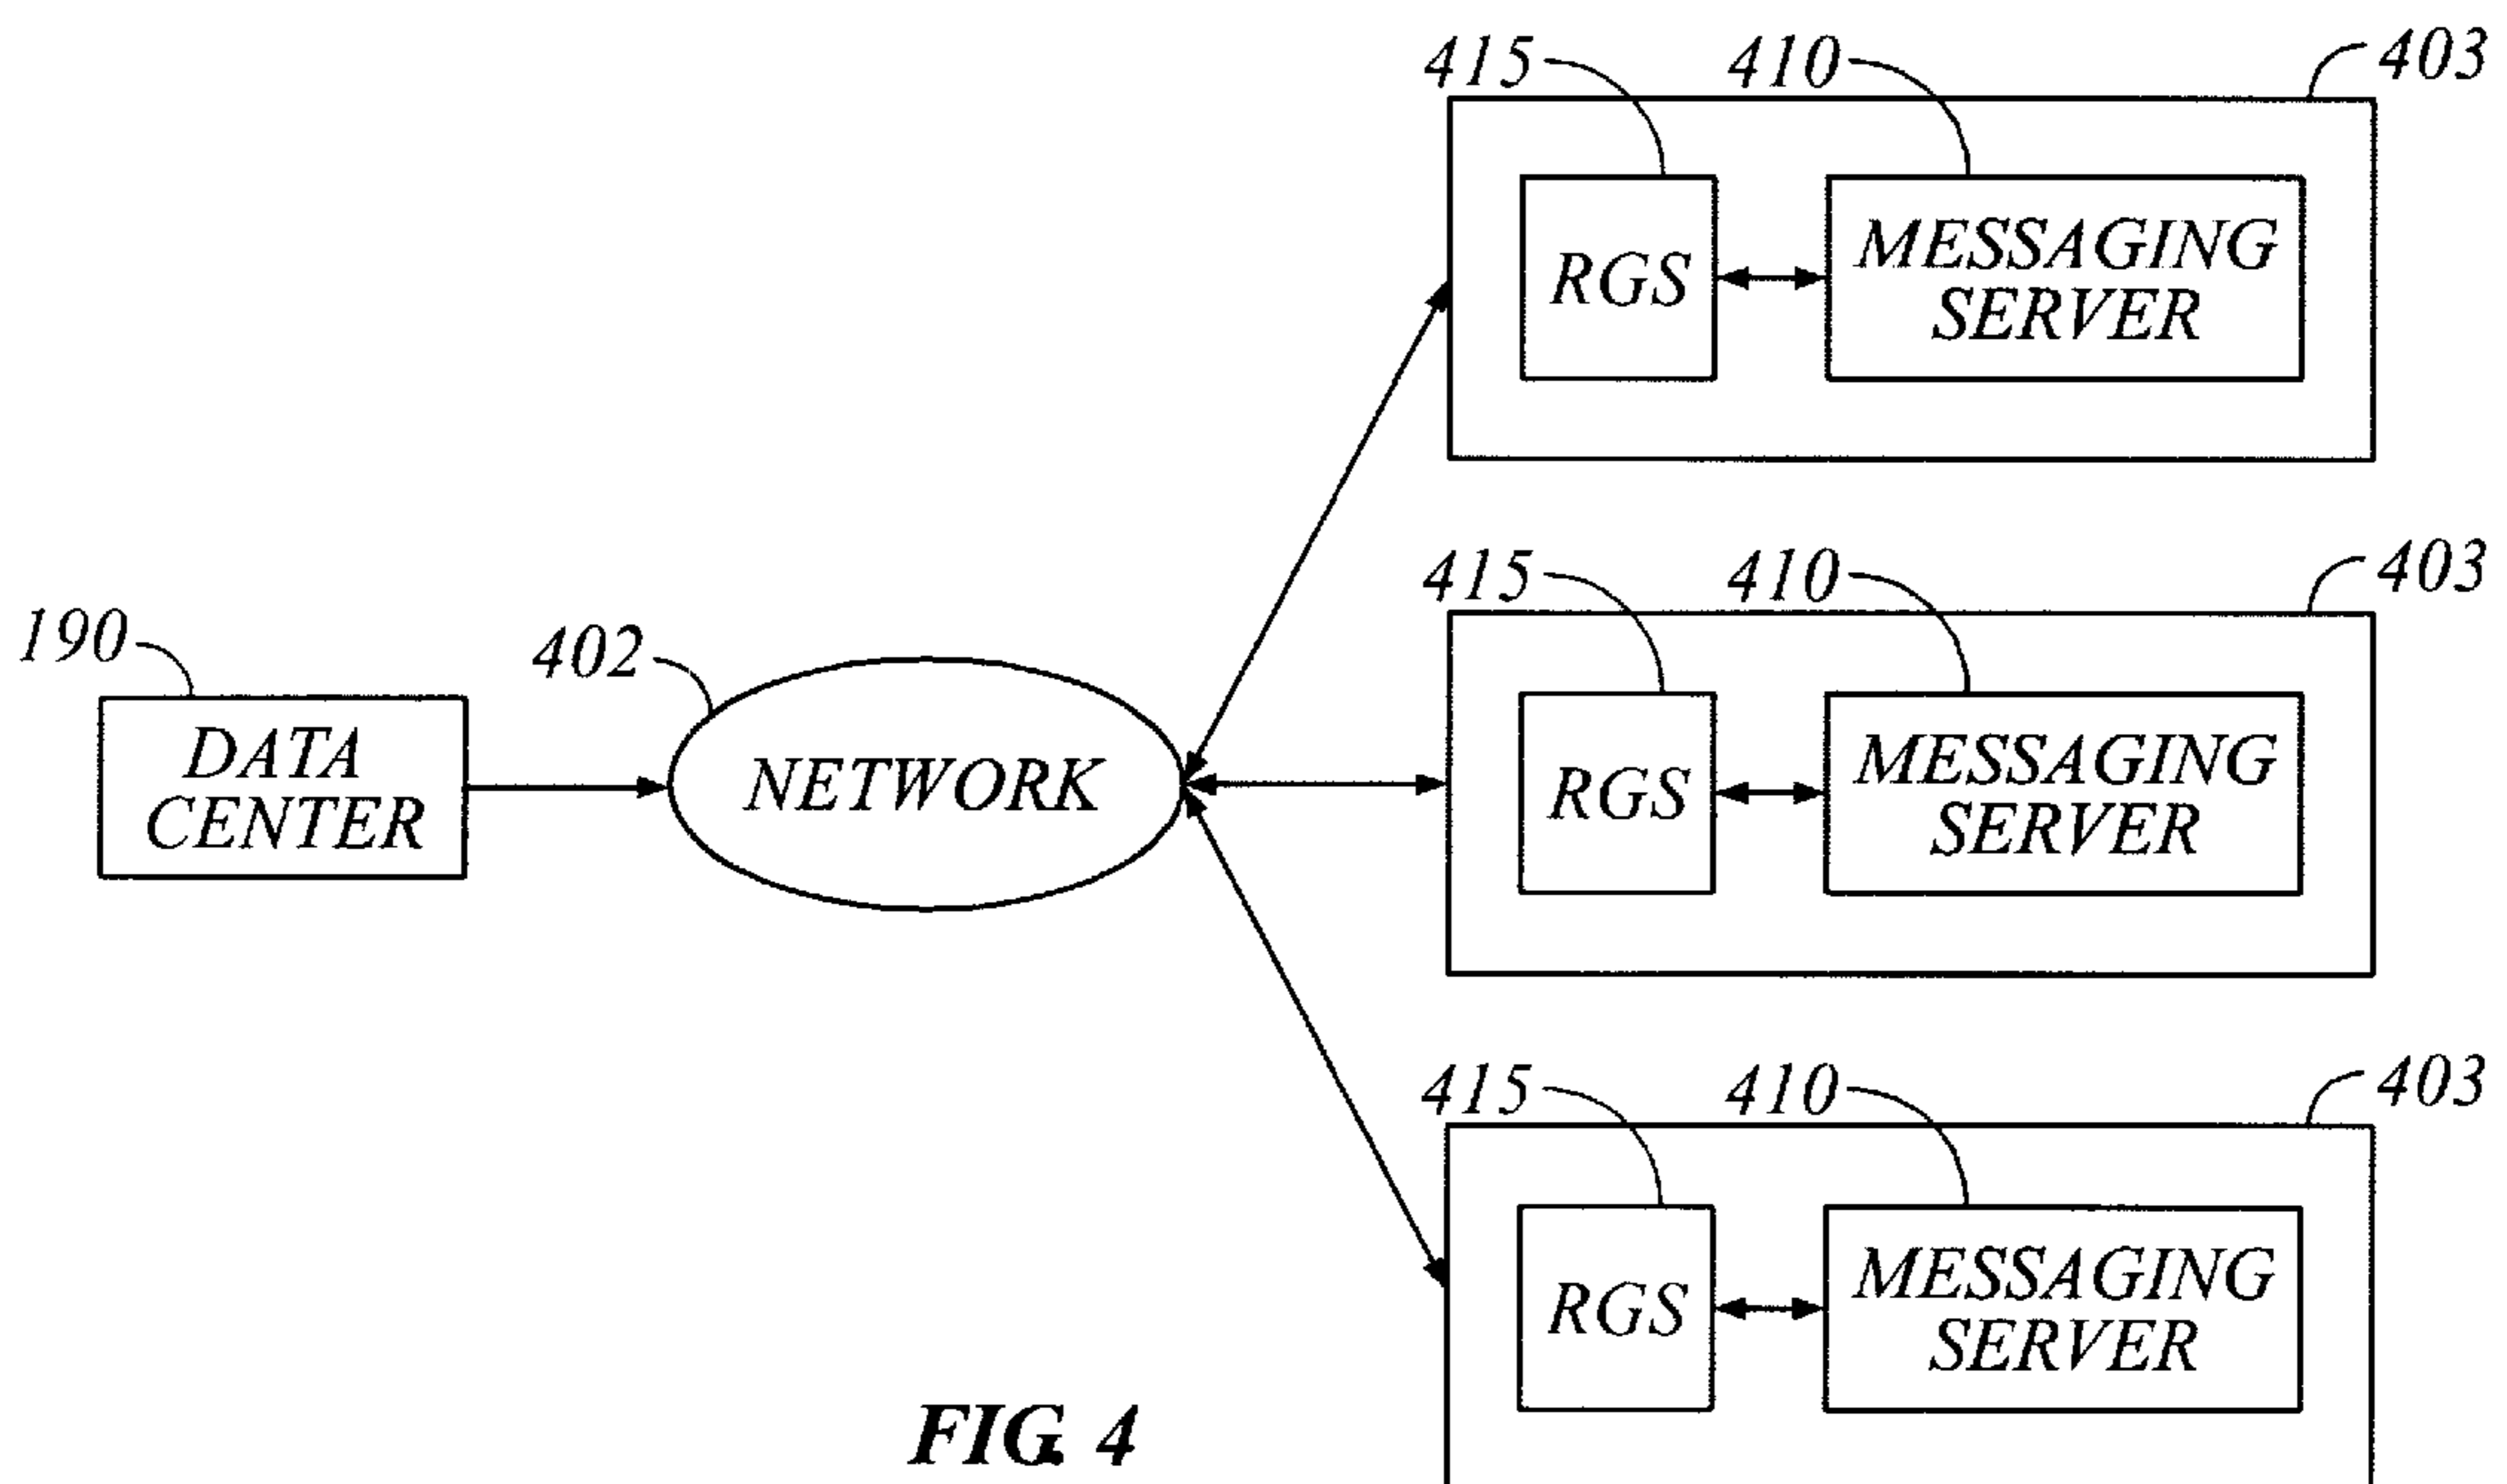 415 410 403
RGS
MESSAGING
SERVER
190
DATA
CENTER
402
NETWORK
415 410 403
RGS
MESSAGING
SERVER
415 410 403
RGS
MESSAGING
SERVER
FIG. 4